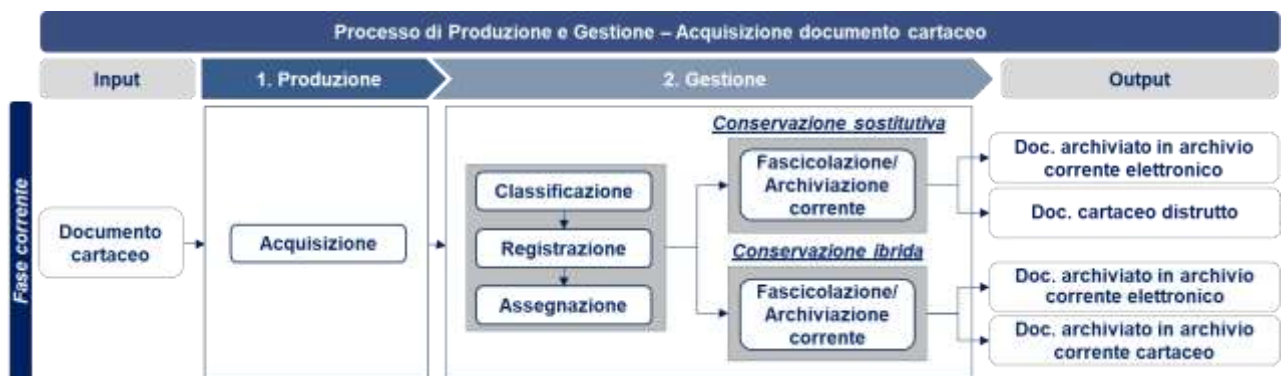 Processo di Produzione e Gestione – Acquisizione documento cartaceo
Input
1. Produzione
2. Gestione
Output
Fase corrente
Documento
cartaceo
Acquisizione
Classificazione
Registrazione
Assegnazione
Conservazione sostitutiva
Fascicolazione/
Archiviazione
corrente
Conservazione ibrida
Fascicolazione/
Archiviazione
corrente
Doc. archiviato in archivio
corrente elettronico
Doc. cartaceo distrutto
Doc. archiviato in archivio
corrente elettronico
Doc. archiviato in archivio
corrente cartaceo